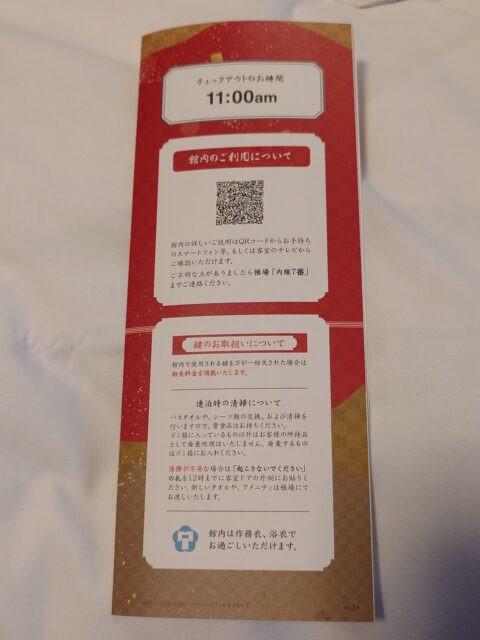 チェックアウトのお時間
11:00am
館内のご利用について
館内の詳しいご説明はQRコードからお手持ち
のスマートフォン等、もしくは客室のテレビから
ご確認いただけます。
ご不明な点がありましたら帳場「内線7番」
までご連絡ください。
鍵のお取扱いについて
館内で使用される鍵を万が一紛失された場合は
紛失料金を頂戴いたします。
連泊時の清掃について
バスタオルや、シーツ類の交換、および清掃を
行いますので、貴重品はお持ちください。
ゴミ箱に入っているもの以外はお客様の所持品
として廃棄処理はいたしません。廃棄するもの
はゴミ箱にお入れください。
清掃が不要な場合は「起こさないでください」
の札を12時までに客室ドアの外側にお貼りくだ
さい。新しいタオルや、アメニティは帳場にて
お渡しいたします。
館内は作務衣、浴衣で
お過ごしいただけます。